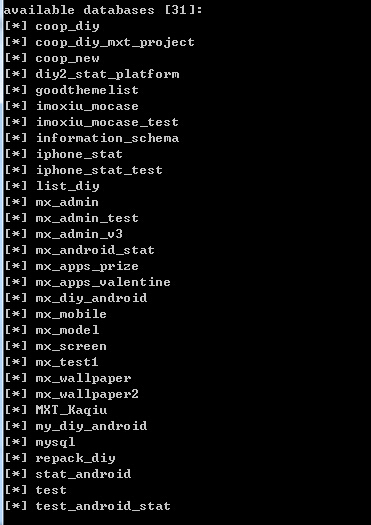 available databases [31]:
[*] coop_diy
[*] coop_diy_mxt_project
[*] coop_new
[*] diy2_stat_platform
[*] goodthemelist
[*] imoxiu_mocase
[*] imoxiu_mocase_test
[*] information_schema
[*] iphone_stat
[*] iphone_stat_test
[*] list_diy
[*] mx_admin
[*] mx_admin_test
[*] mx_admin_v3
[*] mx_android_stat
[*] mx_apps_prize
[*] mx_apps_valentine
[*] mx_diy_android
[*] mx_mobile
[*] mx_model
[*] mx_screen
[*] mx_test1
[*] mx_wallpaper
[*] mx_wallpaper2
[*] MXT_Kaqiu
[*] my_diy_android
[*] mysql
[*] repack_diy
[*] stat_android
[*] test
[*] test_android_stat